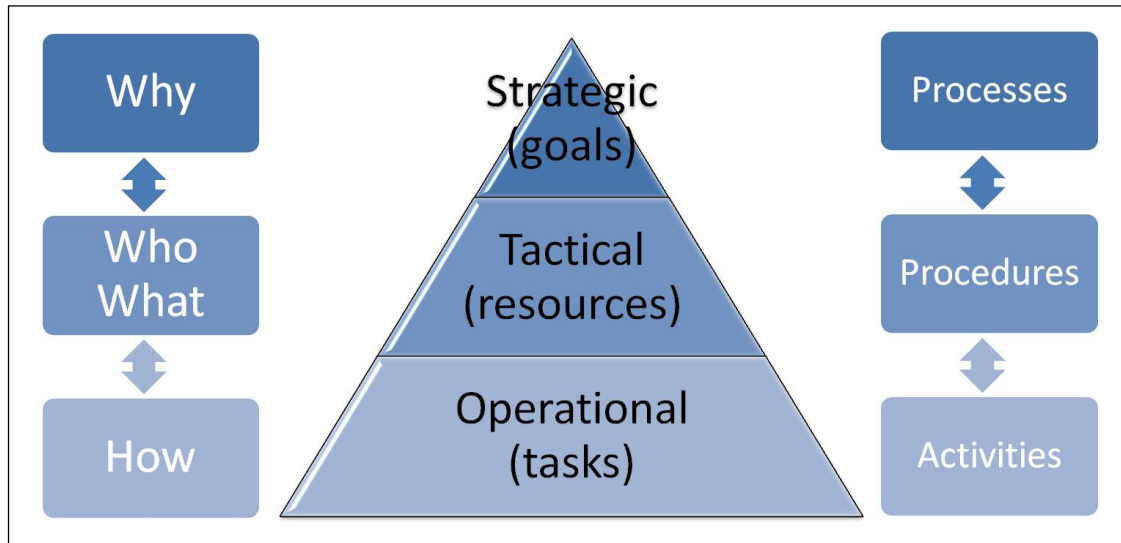 Why
Who
What
How
Strategic
(goals)
Tactical
(resources)
Operational
(tasks)
Processes
Procedures
Activities